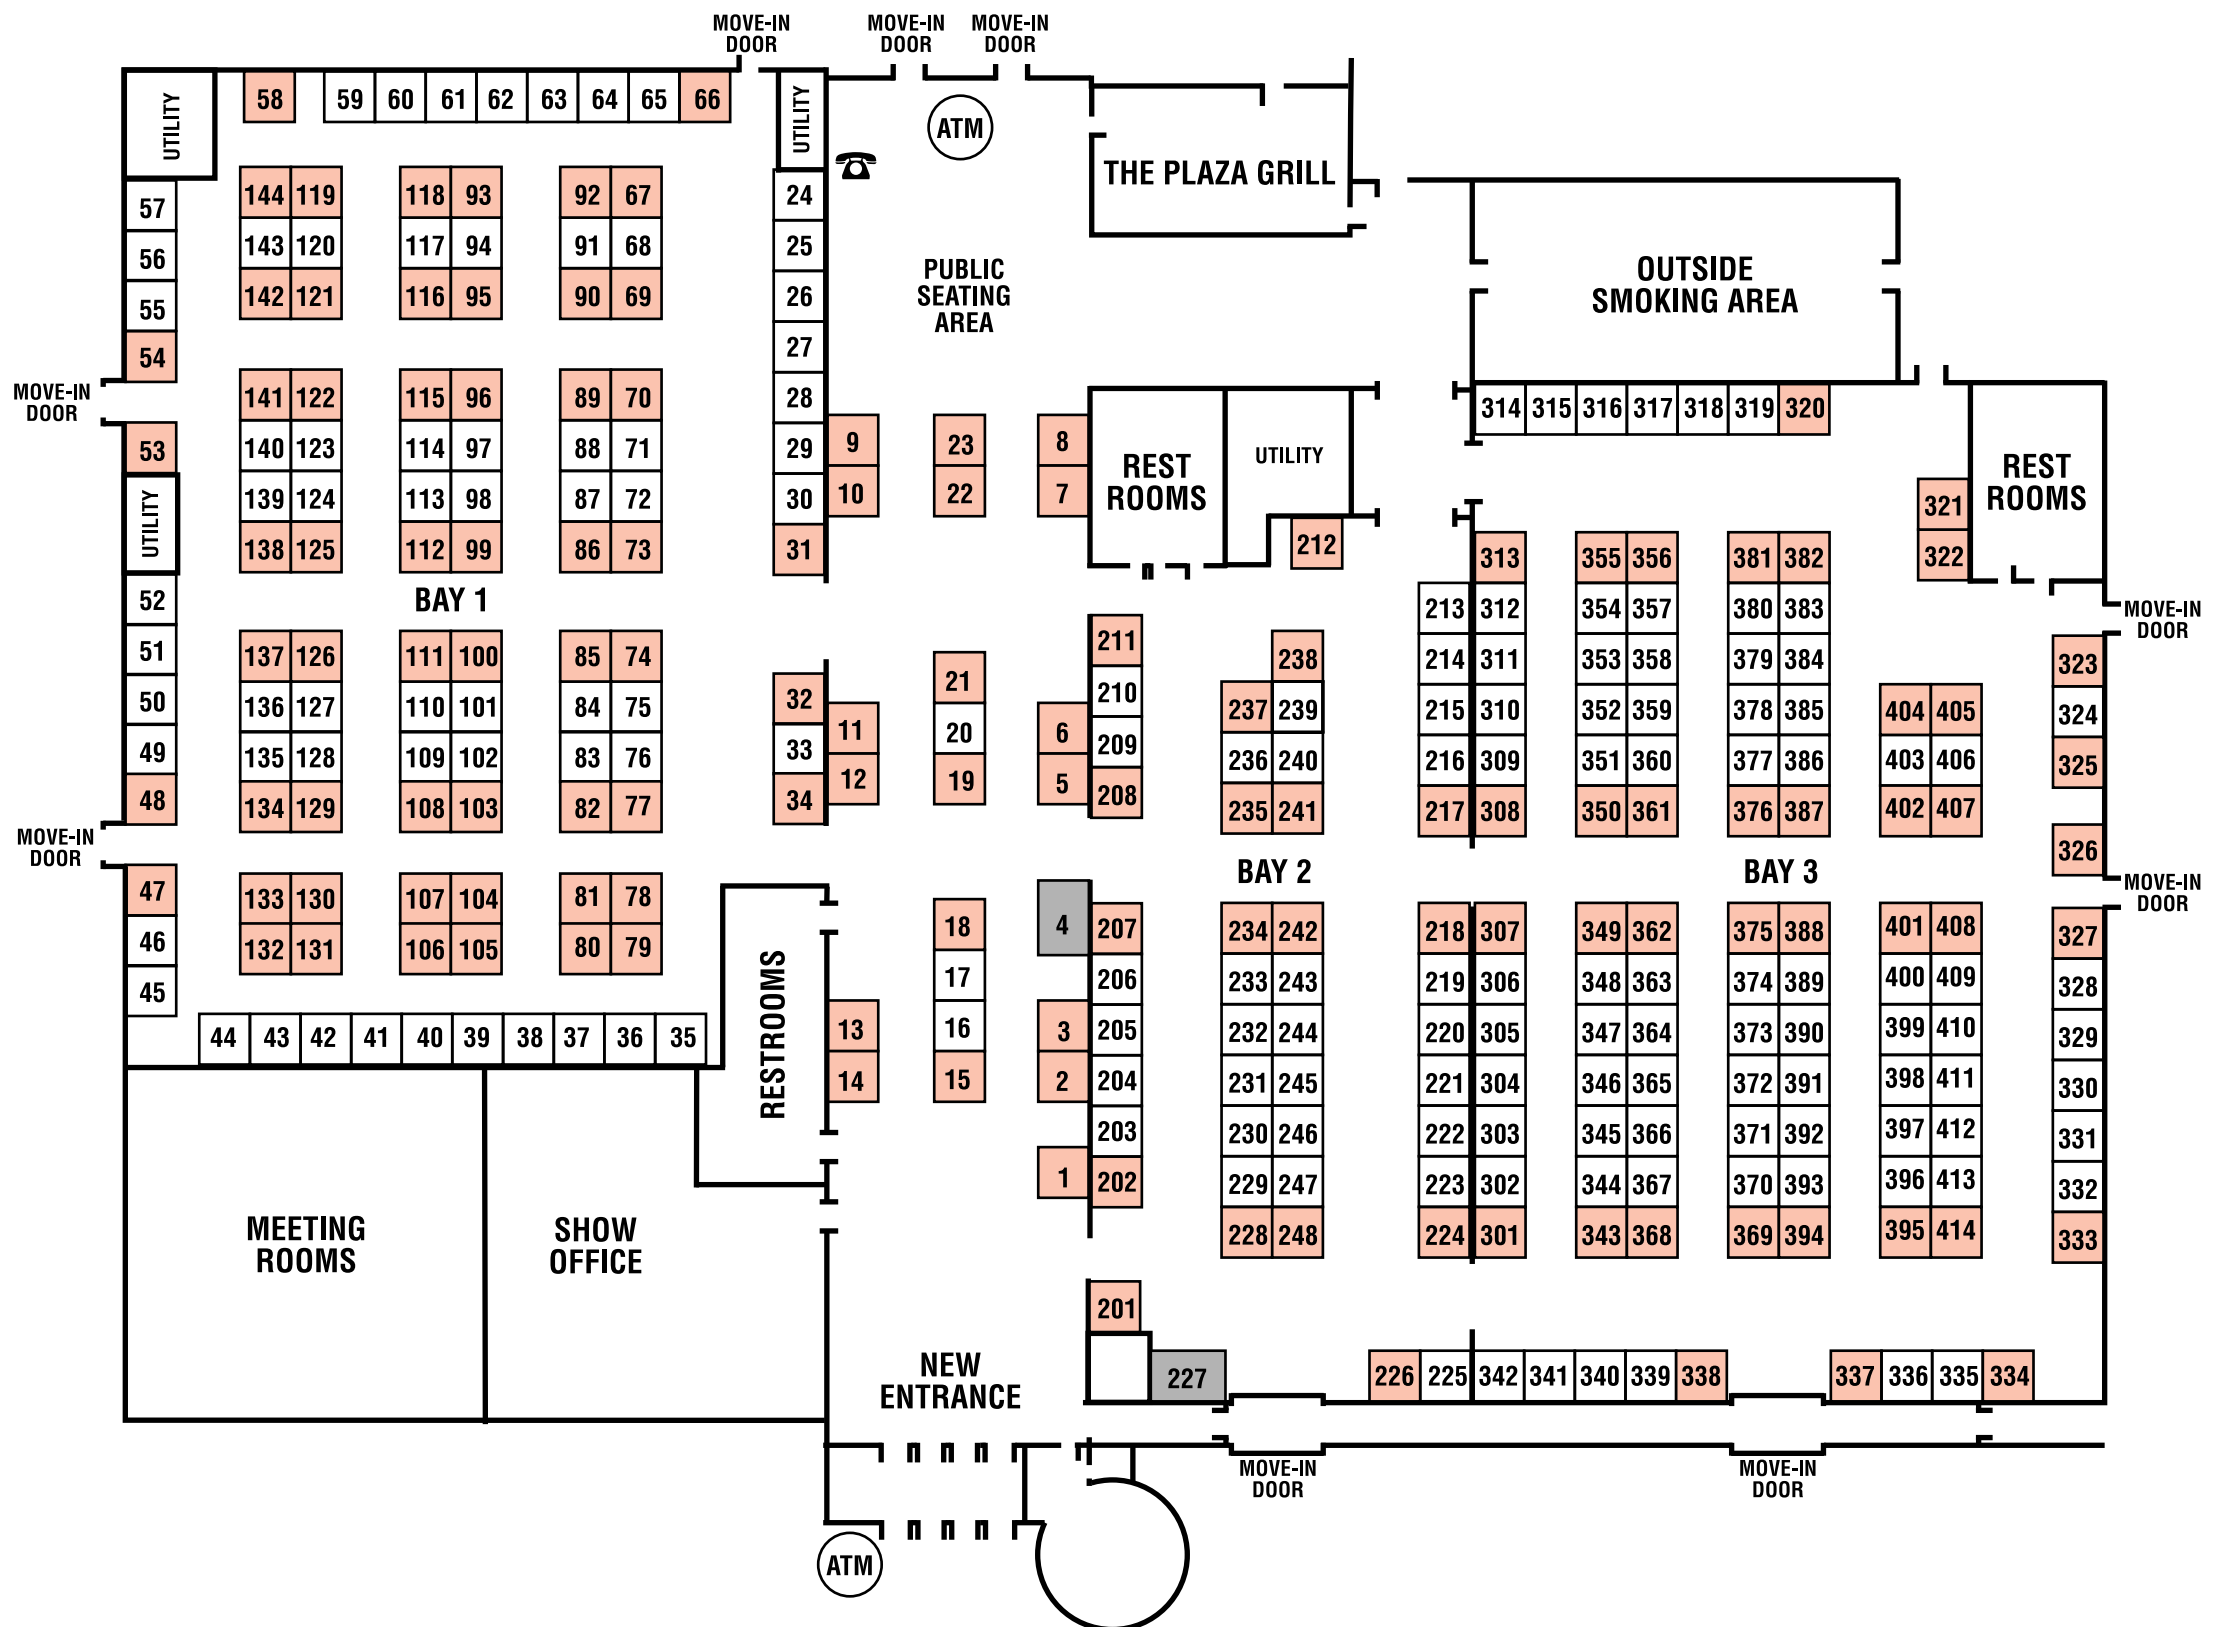 MOVE-IN
DOOR
MOVE-IN
DOOR
MOVE-IN
DOOR
UTILITY
58 59 60 61 62 63 64 65 66
UTILITY
ATM
THE PLAZA GRILL
57
56
55
54
144 119 118 93 92 67
143 120 117 94 91 68
142 121 116 95 90 69
24
25
26
27
28
29
30
31
PUBLIC
SEATING
AREA
OUTSIDE
SMOKING AREA
MOVE-IN
DOOR
53
UTILITY
52
51
50
49
48
141 122 115 96 89 70
140 123 114 97 88 71
139 124 113 98 87 72
138 125 112 99 86 73
BAY 1
137 126 111 100 85 74
136 127 110 101 84 75
135 128 109 102 83 76
134 129 108 103 82 77
MOVE-IN
DOOR
47
46
45
133 130 107 104 81 78
132 131 106 105 80 79
44 43 42 41 40 39 38 37 36 35
32
33
34
RESTROOMS
MEETING
ROOMS
SHOW
OFFICE
9 23 8
10 22 7
REST
ROOMS
UTILITY
212
21
20
19
11
12
6
5
18
17
16
15
13
14
4
3
2
1
211
210
209
208
207
206
205
204
203
202
201
227
NEW
ENTRANCE
ATM
238
237 239
236 240
235 241
BAY 2
234 242
233 243
232 244
231 245
230 246
229 247
228 248
314 315 316 317 318 319 320
REST
ROOMS
321
322
313 355 356 381 382
213 312 354 357 380 383
214 311 353 358 379 384
215 310 352 359 378 385
216 309 351 360 377 386
217 308 350 361 376 387
404 405
403 406
402 407
BAY 3
218 307 349 362 375 388 401 408
219 306 348 363 374 389 400 409
220 305 347 364 373 390 399 410
221 304 346 365 372 391 398 411
222 303 345 366 371 392 397 412
223 302 344 367 370 393 396 413
224 301 343 368 369 394 395 414
MOVE-IN
DOOR
323
324
325
326
MOVE-IN
DOOR
327
328
329
330
331
332
333
226 225 342 341 340 339 338 337 336 335 334
MOVE-IN
DOOR
MOVE-IN
DOOR